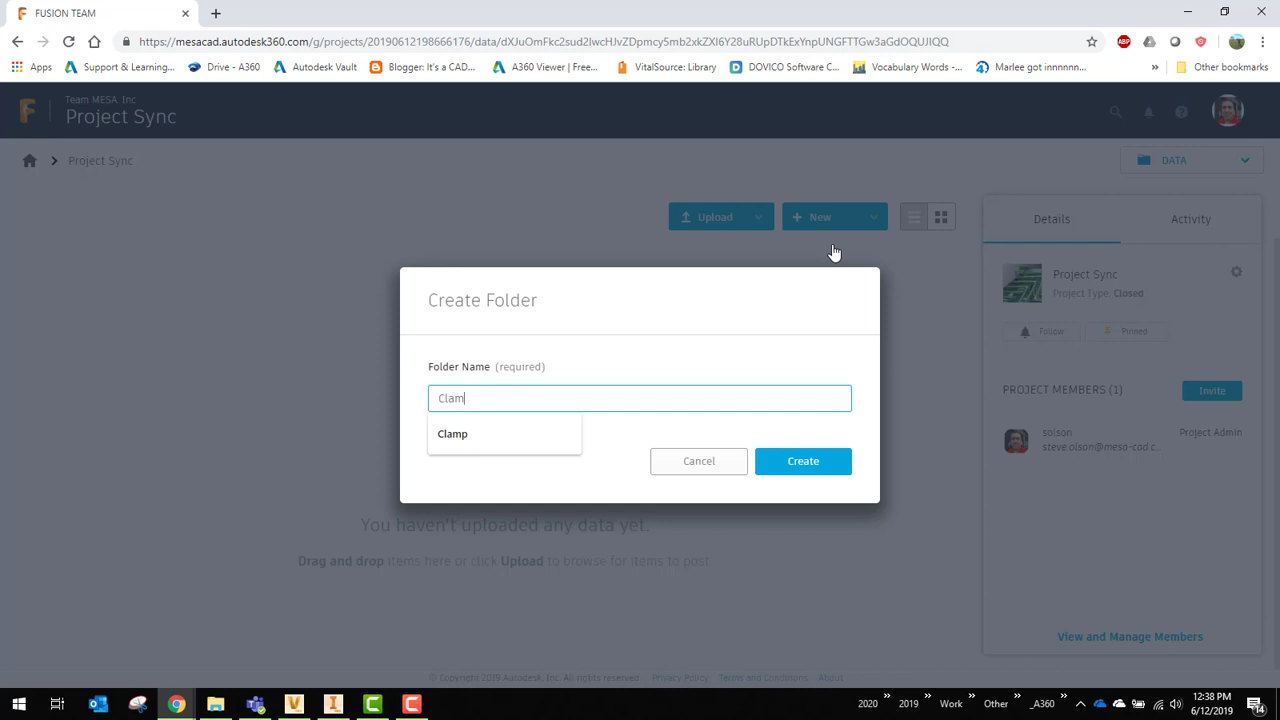 FUSION TEAM
https://mesacad.autodesk360.com/g/projects/20190612198666176/data/dXJuOmFkc2sud2lwcHJvZDpmcy5mb2xkZXI6Y28uRUpDTkExYnpUNGFTTGw3aGdOQUJIQQ
ABP
Apps
Support & Learning...
Drive - A360
Autodesk Vault
Blogger: It's a CAD...
A360 Viewer | Free...
VitalSource: Library
DOVICO Software C...
Vocabulary Words -...
Marlee got innnnnn...
»
Other bookmarks
Team MESA, Inc
Project Sync
Project Sync
DATA
Upload
+ New
Details
Activity
Project Sync
Project Type: Closed
Follow
Pinned
PROJECT MEMBERS (1)
Invite
solson
steve.olson@mesa-cad.c...
Project Admin
View and Manage Members
Create Folder
Folder Name (required)
Clam
Clamp
Cancel
Create
You haven't uploaded any data yet.
Drag and drop items here or click Upload to browse for items to post
© Copyright 2019 Autodesk, Inc. All rights reserved.
Privacy Policy
Terms and Conditions
About
2020
»
2019
»
Work
»
Other
»
_A360
»
12:38 PM
6/12/2019
14